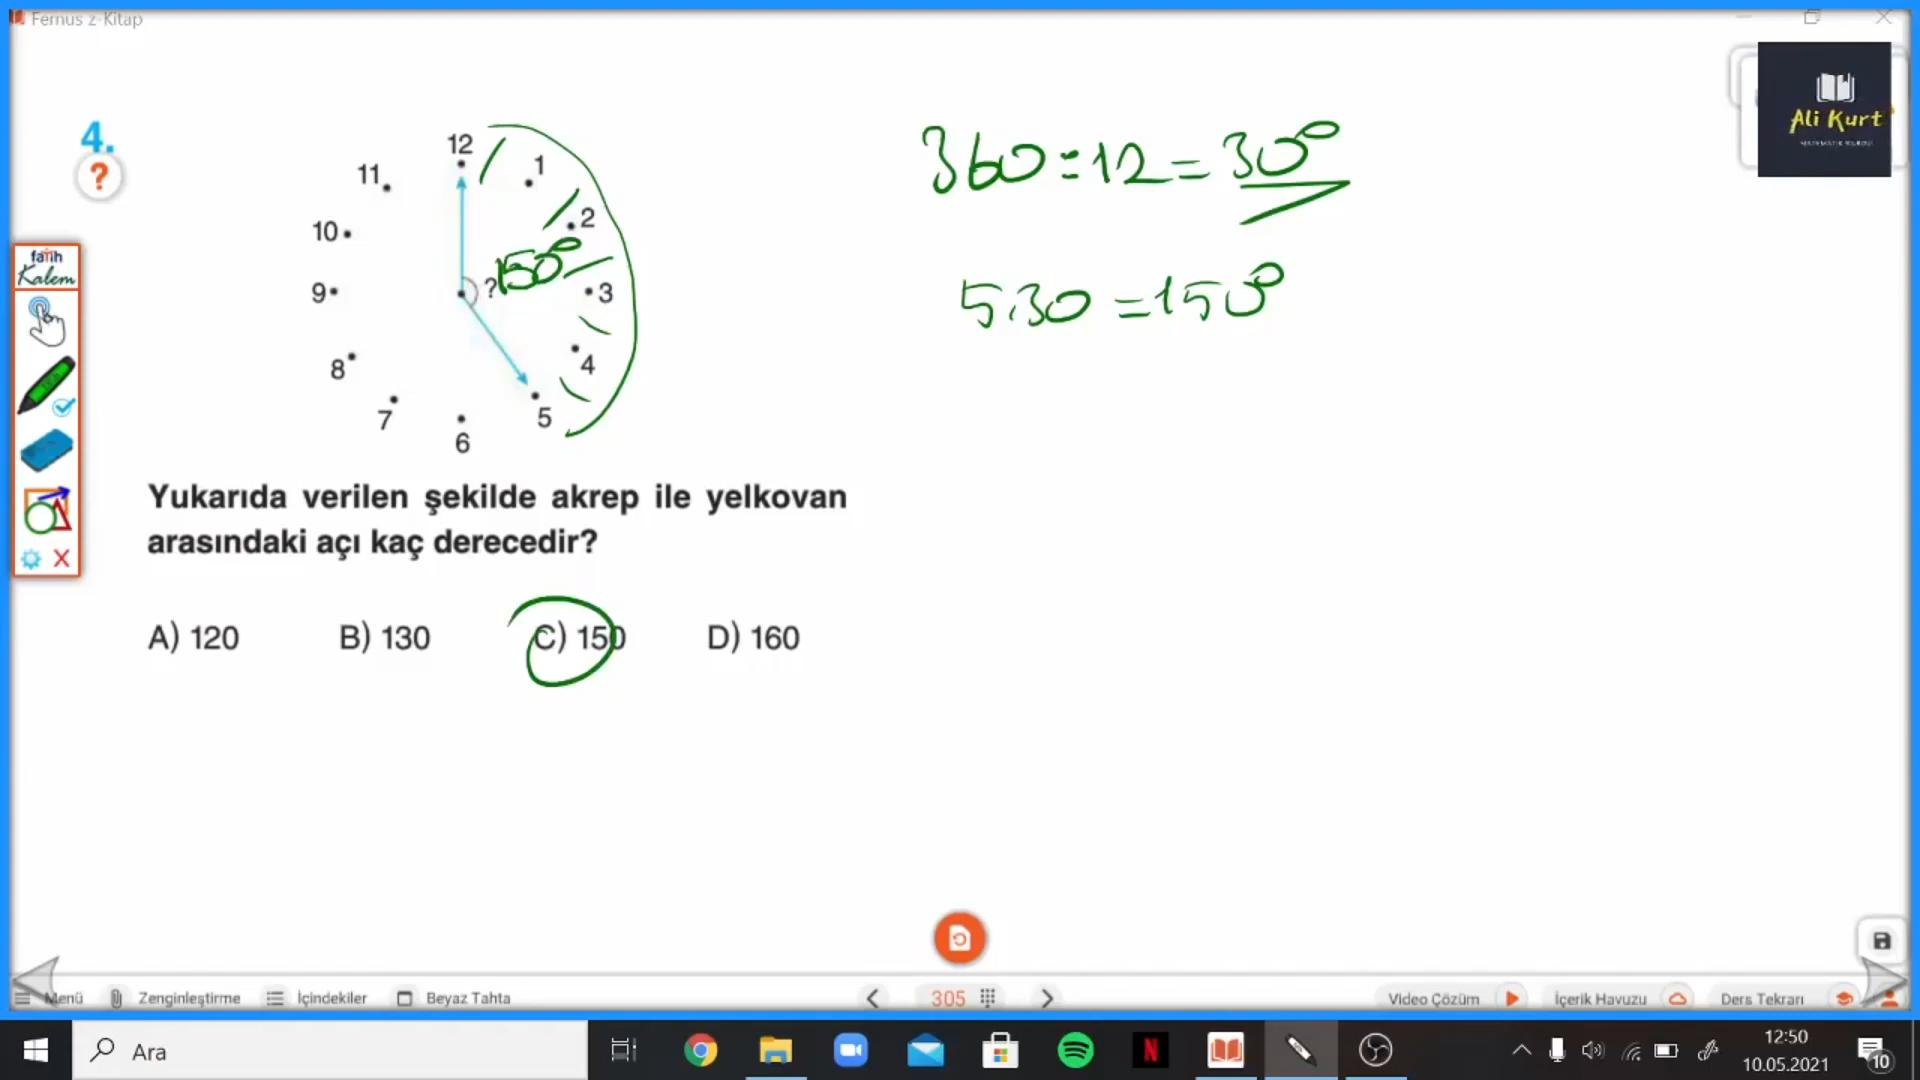 Fernus z-Kitap
Ali Kurt
4.
?
12
1
2
3
4
5
6
7
8
9
10
11
?
150°
360:12=30°
5.30=150°
fatih
Kalem
Yukarıda verilen şekilde akrep ile yelkovan
arasındaki açı kaç derecedir?
A) 120 B) 130 C) 150 D) 160
Menü Zenginleştirme İçindekiler Beyaz Tahta 305 Video Çözüm İçerik Havuzu Ders Tekrarı
Ara
12:50
10.05.2021
10